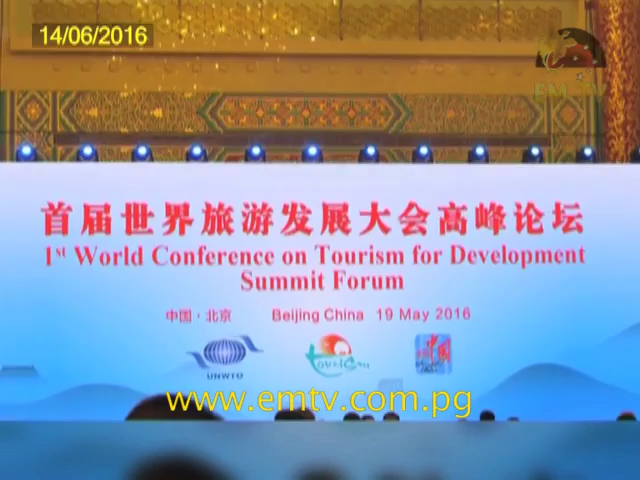 14/06/2016
EMTV
首届世界旅游发展大会高峰论坛
1st World Conference on Tourism for Development
Summit Forum
中国·北京 Beijing China 19 May 2016
UNWTO
www.emtv.com.pg